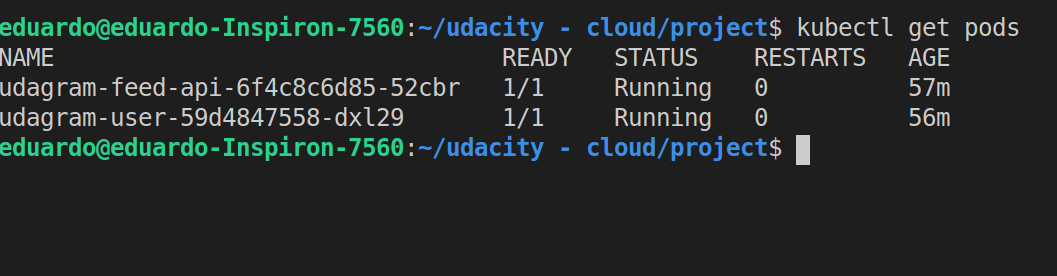 eduardo@eduardo-Inspiron-7560:~/udacity - cloud/project$ kubectl get pods
NAME READY STATUS RESTARTS AGE
udagram-feed-api-6f4c8c6d85-52cbr 1/1 Running 0 57m
udagram-user-59d4847558-dxl29 1/1 Running 0 56m
eduardo@eduardo-Inspiron-7560:~/udacity - cloud/project$